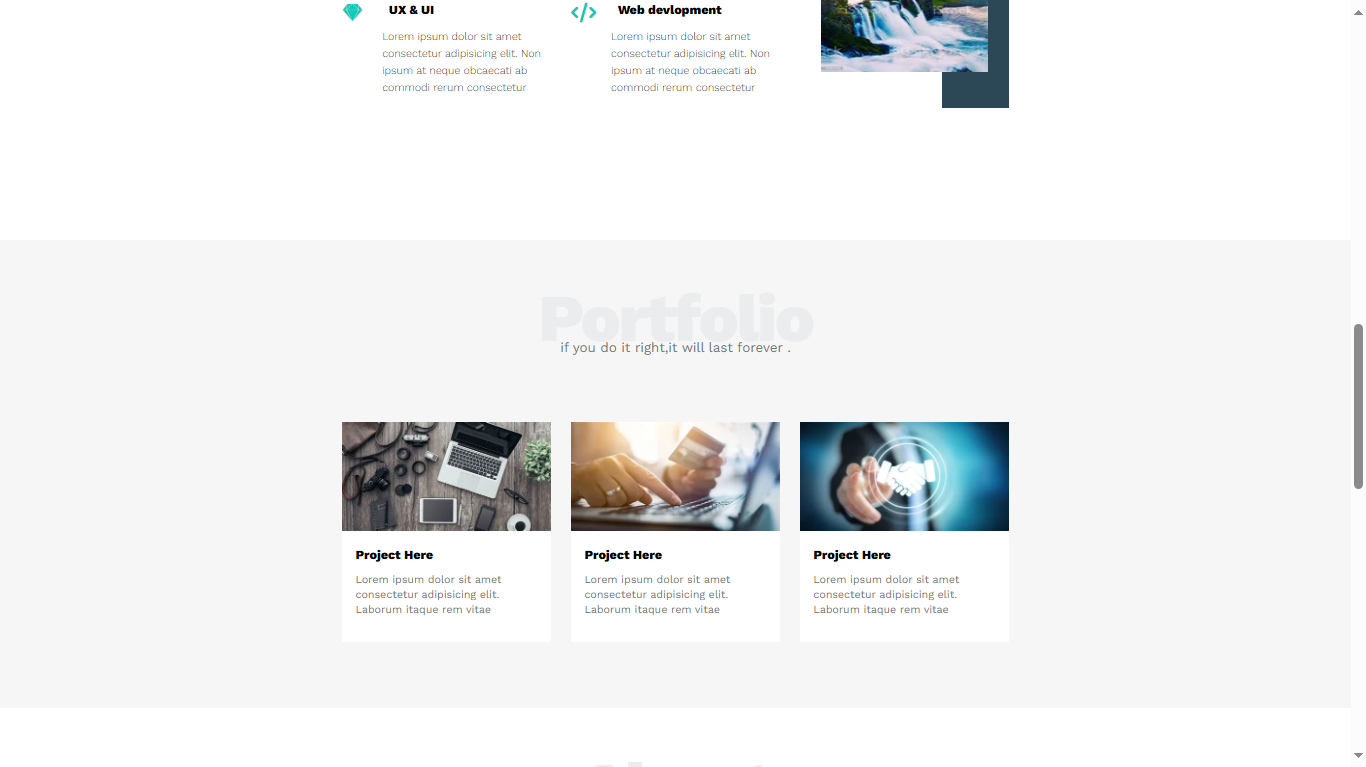 UX & UI
Lorem ipsum dolor sit amet
consectetur adipisicing elit. Non
ipsum at neque obcaecati ab
commodi rerum consectetur
Web devlopment
Lorem ipsum dolor sit amet
consectetur adipisicing elit. Non
ipsum at neque obcaecati ab
commodi rerum consectetur
Portfolio
if you do it right,it will last forever .
Project Here
Lorem ipsum dolor sit amet
consectetur adipisicing elit.
Laborum itaque rem vitae
Project Here
Lorem ipsum dolor sit amet
consectetur adipisicing elit.
Laborum itaque rem vitae
Project Here
Lorem ipsum dolor sit amet
consectetur adipisicing elit.
Laborum itaque rem vitae